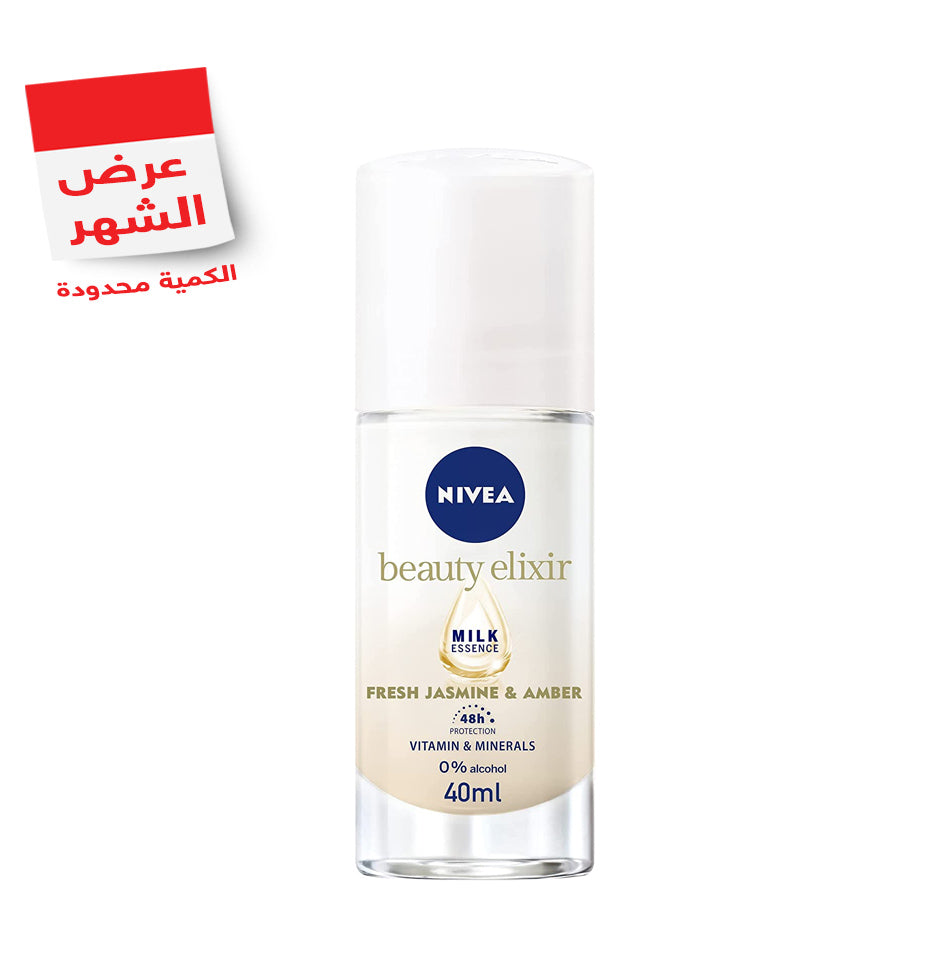 عرض
الشهر
الكمية محدودة
NIVEA
beauty elixir
MILK
ESSENCE
FRESH JASMINE & AMBER
48h
PROTECTION
VITAMIN & MINERALS
0% alcohol
40ml